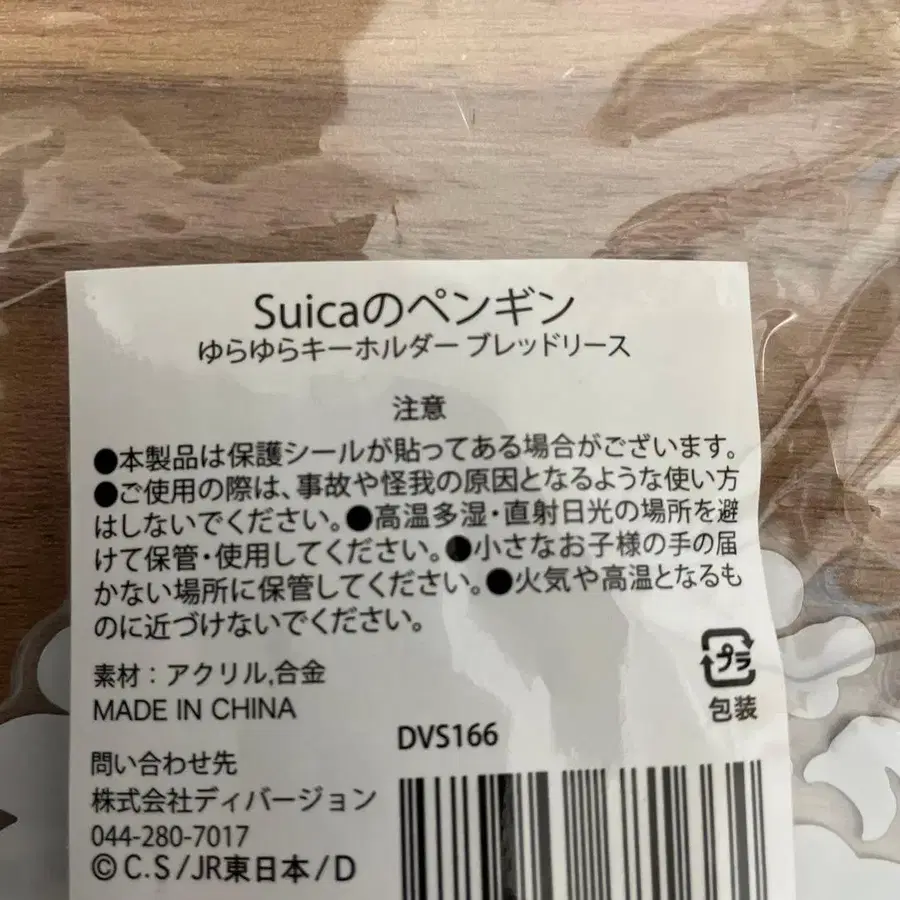 Suicaのペンギン
ゆらゆらキーホルダー ブレッドリース
注意
●本製品は保護シールが貼ってある場合がございます。
●ご使用の際は、事故や怪我の原因となるような使い方
はしないでください。●高温多湿・直射日光の場所を避
けて保管・使用してください。●小さなお子様の手の届
かない場所に保管してください。●火気や高温となるも
のに近づけないでください。
素材：アクリル,合金
MADE IN CHINA
プラ
包装
DVS166
問い合わせ先
株式会社ディバージョン
044-280-7017
©C.S/JR東日本/D